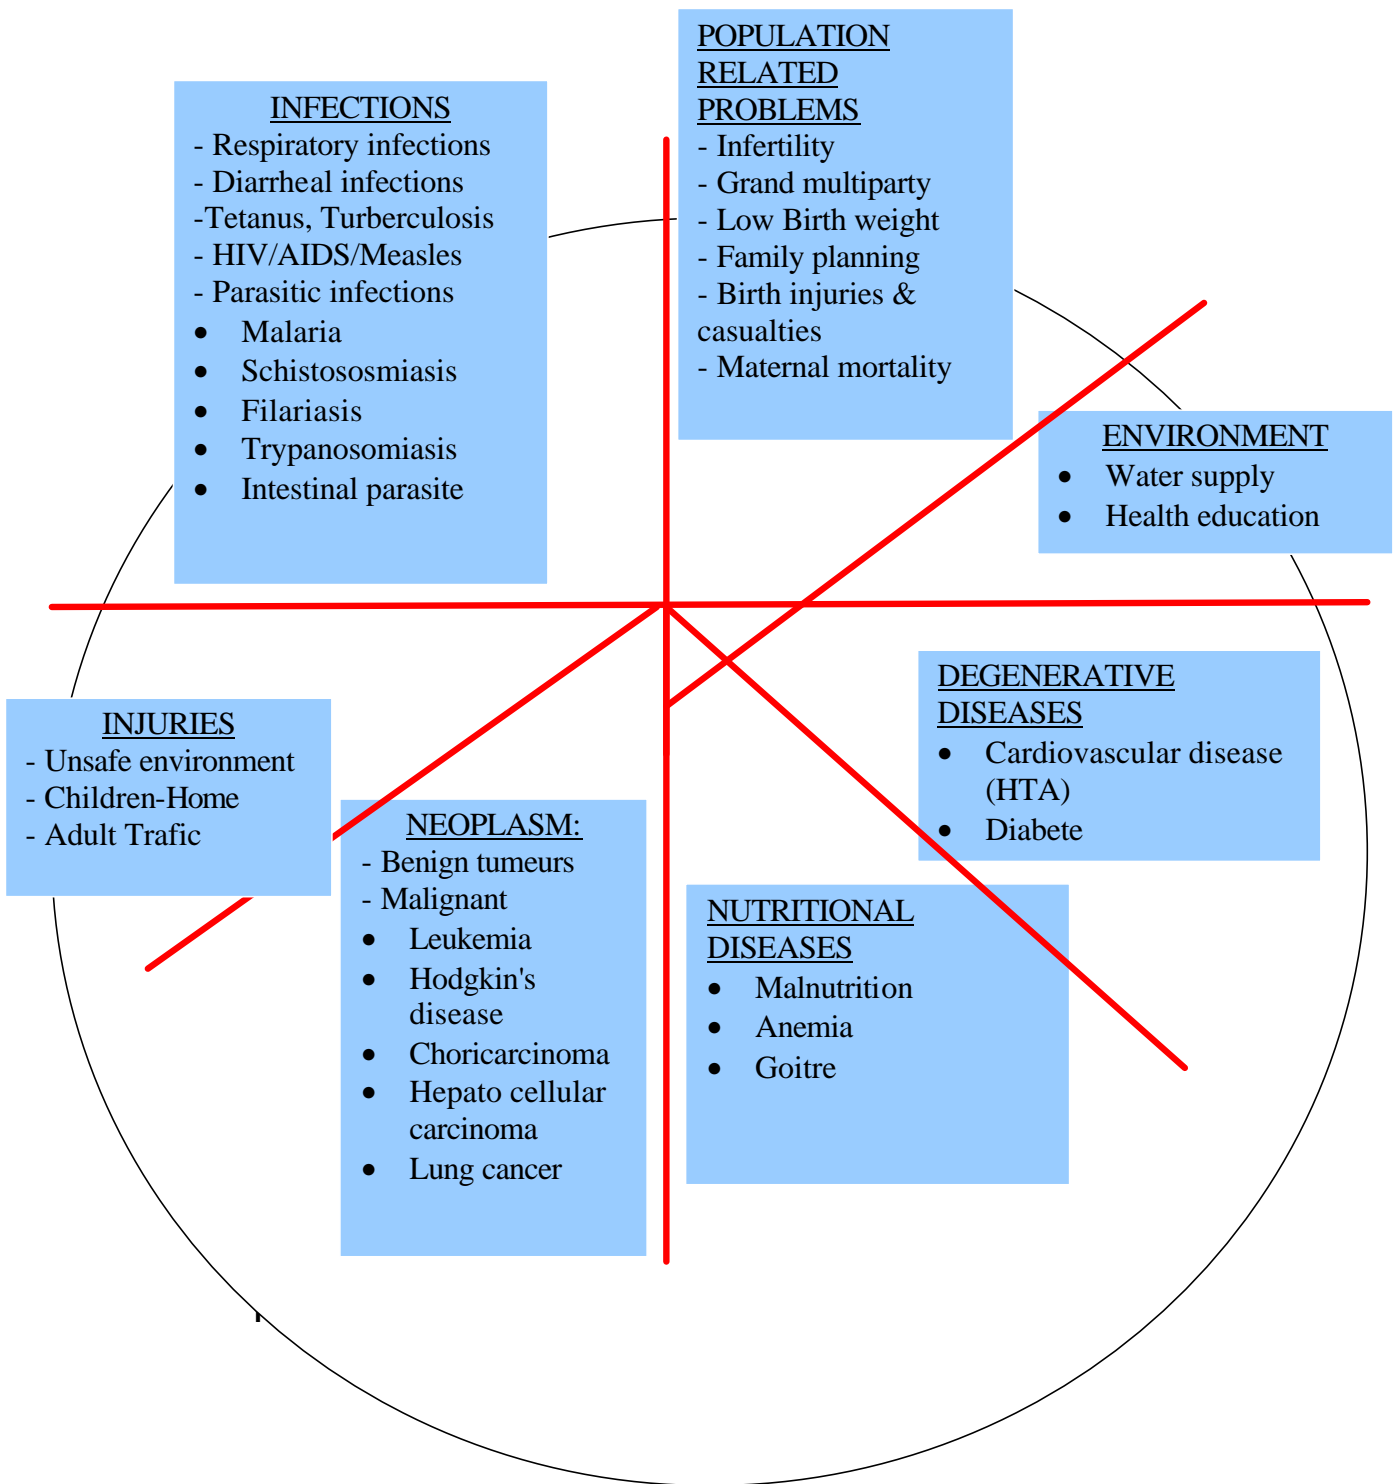 INFECTIONS
- Respiratory infections
- Diarrheal infections
-Tetanus, Turberculosis
- HIV/AIDS/Measles
- Parasitic infections
• Malaria
• Schistososmiasis
• Filariasis
• Trypanosomiasis
• Intestinal parasite
POPULATION
RELATED
PROBLEMS
- Infertility
- Grand multiparty
- Low Birth weight
- Family planning
- Birth injuries &
casualties
- Maternal mortality
ENVIRONMENT
• Water supply
• Health education
INJURIES
- Unsafe environment
- Children-Home
- Adult Trafic
NEOPLASM:
- Benign tumeurs
- Malignant
• Leukemia
• Hodgkin's
disease
• Choricarcinoma
• Hepato cellular
carcinoma
• Lung cancer
DEGENERATIVE
DISEASES
• Cardiovascular disease
(HTA)
• Diabete
NUTRITIONAL
DISEASES
• Malnutrition
• Anemia
• Goitre